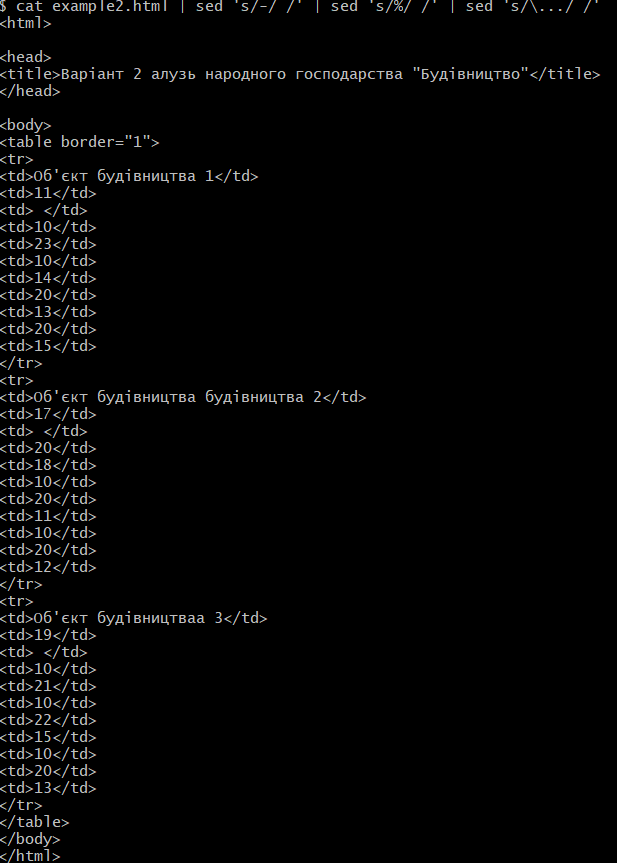 $ cat example2.html | sed 's/-/ /' | sed 's/%/ /' | sed 's/\.../ /'
<html>
<head>
<title>Варіант 2 алузь народного господарства "Будівництво"</title>
</head>
<body>
<table border="1">
<tr>
<td>Об'єкт будівництва 1</td>
<td>11</td>
<td> </td>
<td>10</td>
<td>23</td>
<td>10</td>
<td>14</td>
<td>20</td>
<td>13</td>
<td>20</td>
<td>15</td>
</tr>
<tr>
<td>Об'єкт будівництва будівництва 2</td>
<td>17</td>
<td> </td>
<td>20</td>
<td>18</td>
<td>10</td>
<td>20</td>
<td>11</td>
<td>10</td>
<td>20</td>
<td>12</td>
</tr>
<tr>
<td>Об'єкт будівництваа 3</td>
<td>19</td>
<td> </td>
<td>10</td>
<td>21</td>
<td>10</td>
<td>22</td>
<td>15</td>
<td>10</td>
<td>20</td>
<td>13</td>
</tr>
</table>
</body>
</html>